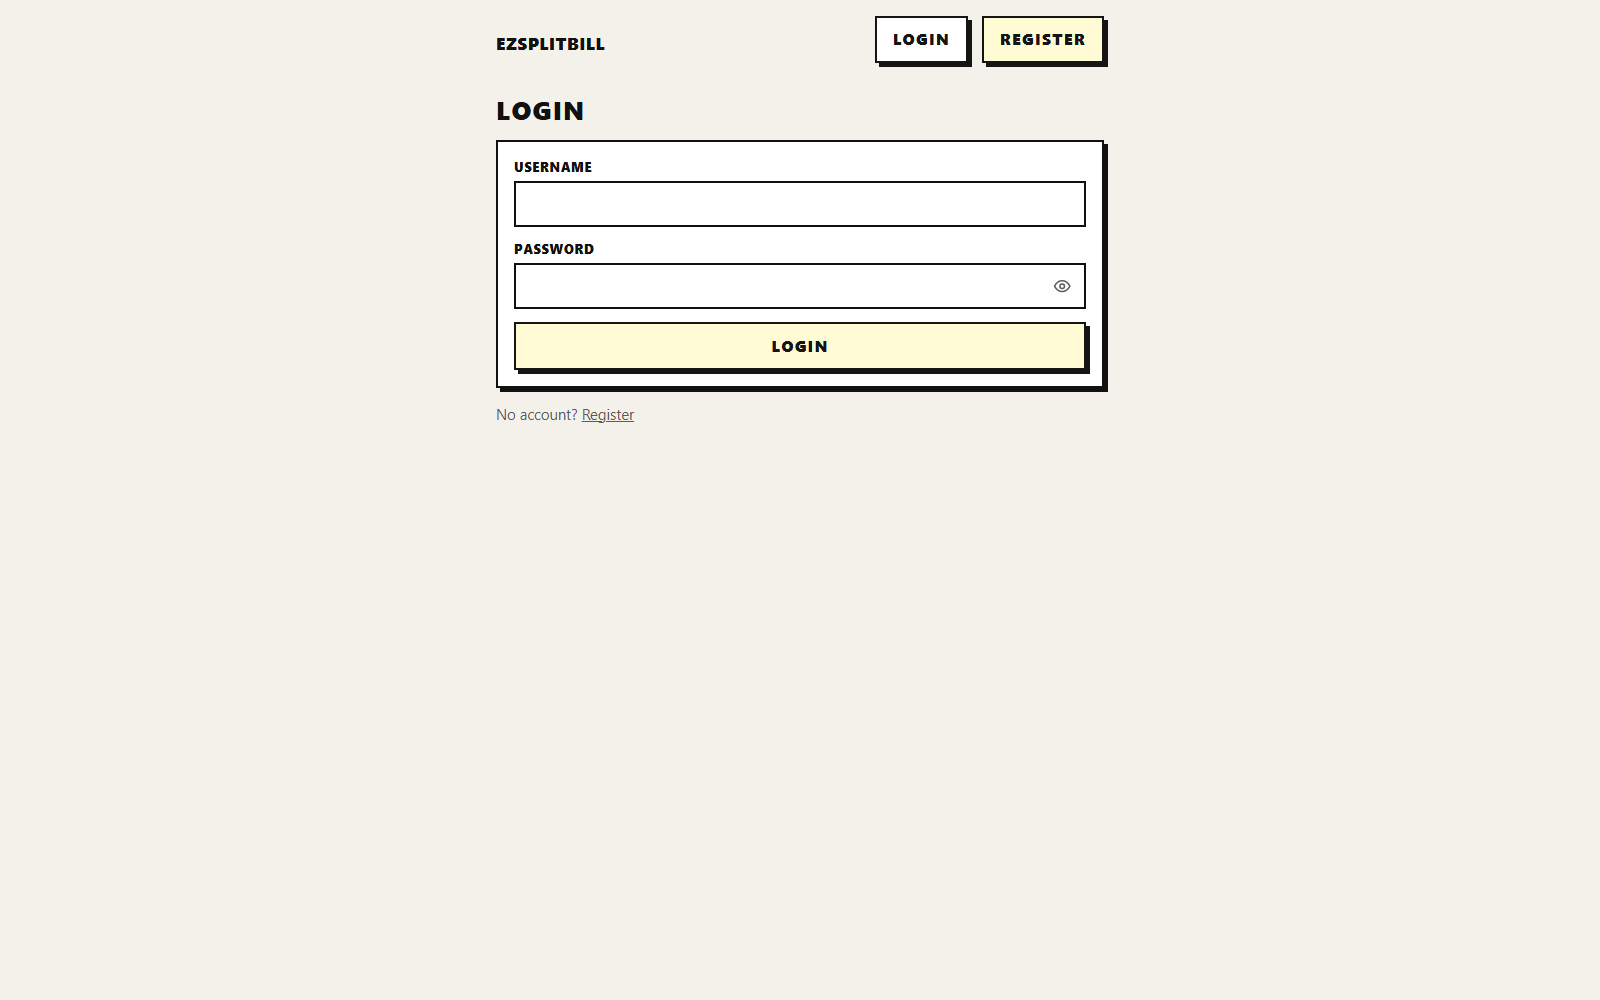 EZSPLITBILL
LOGIN REGISTER
LOGIN
USERNAME
PASSWORD
LOGIN
No account? Register